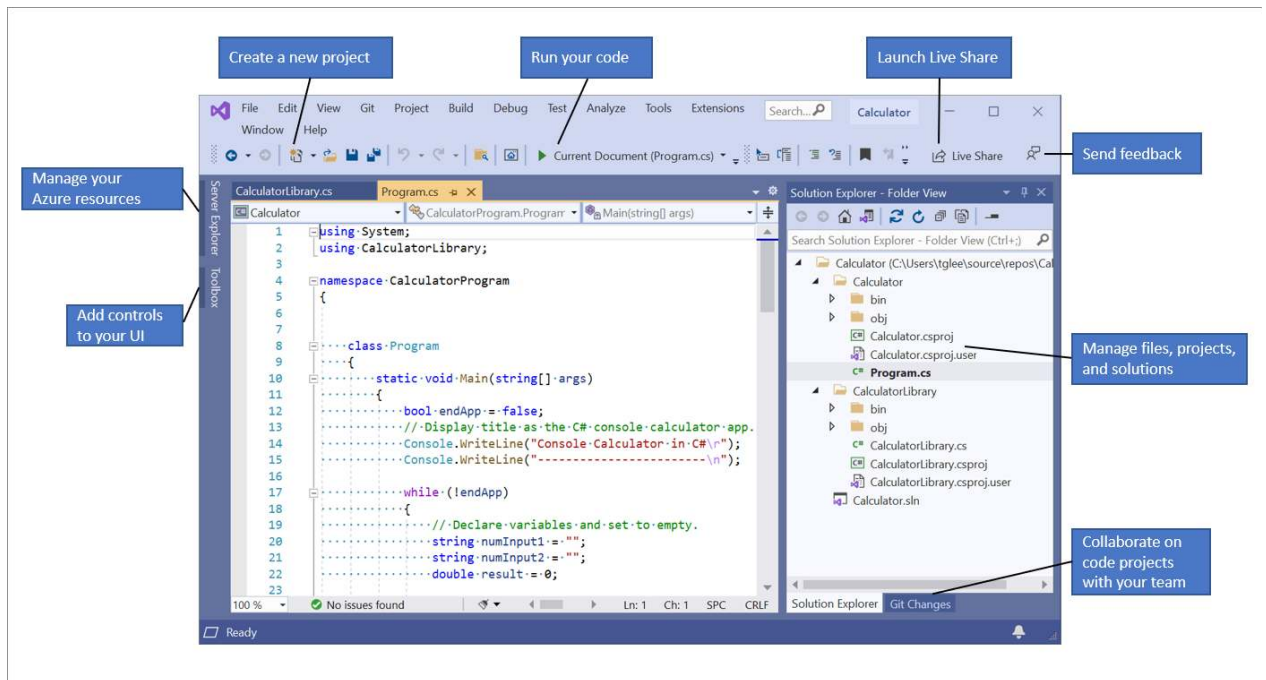 Create a new project
Run your code
Launch Live Share
File Edit View Git Project Build Debug Test Analyze Tools Extensions Search... Calculator
Window Help
Current Document (Program.cs) Live Share
Send feedback
Manage your
Azure resources
Server Explorer
Toolbox
Add controls
to your UI
CalculatorLibrary.cs Program.cs
Calculator CalculatorProgram.Program Main(string[] args)
1 using System;
2 using CalculatorLibrary;
3
4 namespace CalculatorProgram
5 {
6
7
8 class Program
9 {
10 static void Main(string[] args)
11 {
12 bool endApp = false;
13 // Display title as the C# console calculator app.
14 Console.WriteLine("Console Calculator in C#\r");
15 Console.WriteLine("------------------------\n");
16
17 while (!endApp)
18 {
19 // Declare variables and set to empty.
20 string numInput1 = "";
21 string numInput2 = "";
22 double result = 0;
23
100 % No issues found Ln: 1 Ch: 1 SPC CRLF
Solution Explorer - Folder View
Search Solution Explorer - Folder View (Ctrl+;)
Calculator (C:\Users\tglee\source\repos\Cal
Calculator
bin
obj
Calculator.csproj
Calculator.csproj.user
Program.cs
CalculatorLibrary
bin
obj
CalculatorLibrary.cs
CalculatorLibrary.csproj
CalculatorLibrary.csproj.user
Calculator.sln
Manage files, projects,
and solutions
Collaborate on
code projects
with your team
Solution Explorer Git Changes
Ready